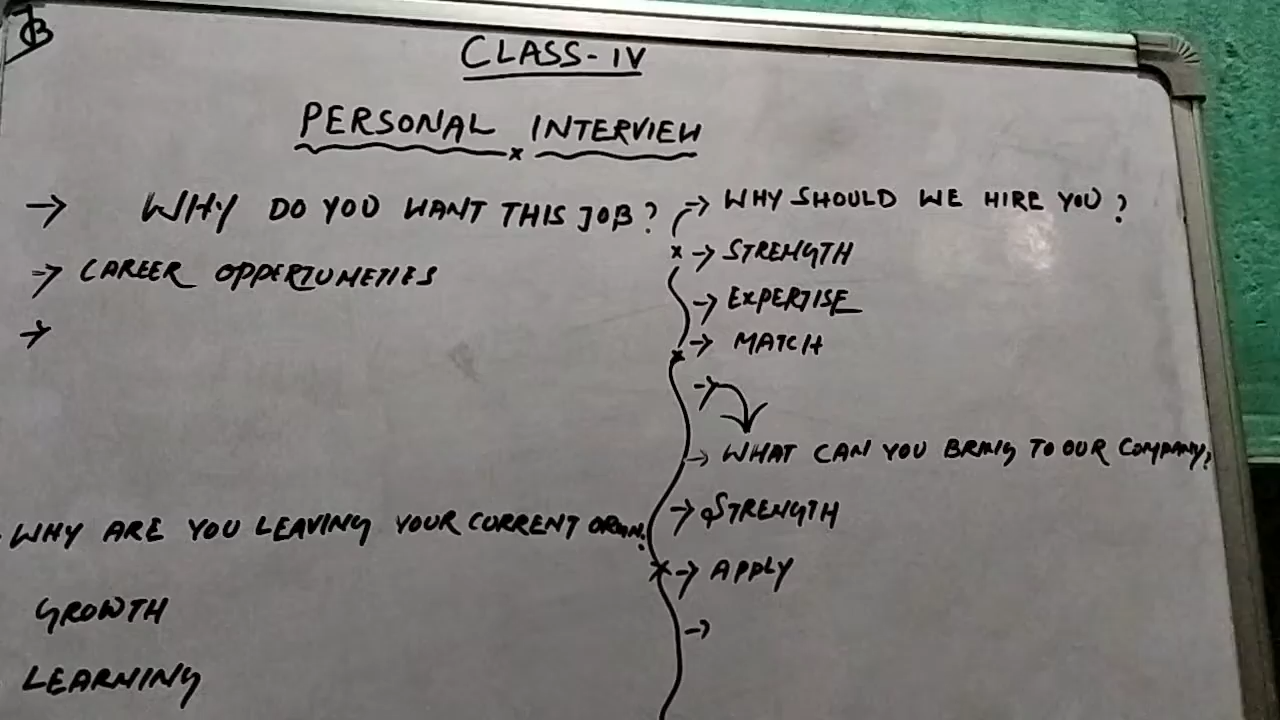 CLASS-IV
PERSONAL INTERVIEW
→ WHY DO YOU WANT THIS JOB?
→ CAREER OPPERTUNETIES
→
WHY ARE YOU LEAVING YOUR CURRENT
GROWTH
LEARNING
→ WHY SHOULD WE HIRE YOU?
→ STRENGTH
→ EXPERTISE
→ MATCH
→
→ WHAT CAN YOU BRING TO OUR COMPANY?
→ STRENGTH
→ APPLY
→